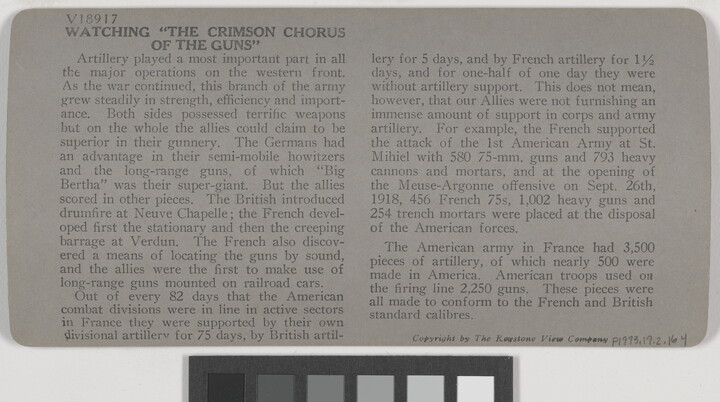 V18917
WATCHING "THE CRIMSON CHORUS
OF THE GUNS"
Artillery played a most important part in all
the major operations on the western front.
As the war continued, this branch of the army
grew steadily in strength, efficiency and import-
ance. Both sides possessed terrific weapons
but on the whole the allies could claim to be
superior in their gunnery. The Germans had
an advantage in their semi-mobile howitzers
and the long-range guns, of which "Big
Bertha" was their super-giant. But the allies
scored in other pieces. The British introduced
drumfire at Neuve Chapelle; the French devel-
oped first the stationary and then the creeping
barrage at Verdun. The French also discov-
ered a means of locating the guns by sound,
and the allies were the first to make use of
long-range guns mounted on railroad cars.
Out of every 82 days that the American
combat divisions were in line in active sectors
in France they were supported by their own
divisional artillery for 75 days, by British artil-
lery for 5 days, and by French artillery for 1½
days, and for one-half of one day they were
without artillery support. This does not mean,
however, that our Allies were not furnishing an
immense amount of support in corps and army
artillery. For example, the French supported
the attack of the 1st American Army at St.
Mihiel with 580 75-mm. guns and 793 heavy
cannons and mortars, and at the opening of
the Meuse-Argonne offensive on Sept. 26th,
1918, 456 French 75s, 1,002 heavy guns and
254 trench mortars were placed at the disposal
of the American forces.
The American army in France had 3,500
pieces of artillery, of which nearly 500 were
made in America. American troops used on
the firing line 2,250 guns. These pieces were
all made to conform to the French and British
standard calibres.
Copyright by The Keystone View Company P1993.19.2.164